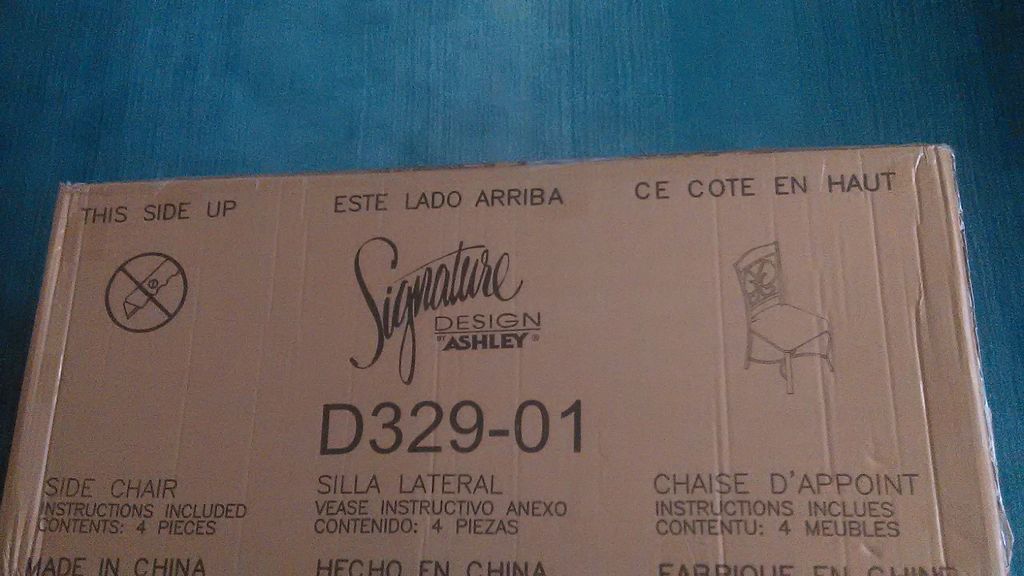 THIS SIDE UP
ESTE LADO ARRIBA
CE COTE EN HAUT
Signature
DESIGN
BY ASHLEY®
D329-01
SIDE CHAIR
INSTRUCTIONS INCLUDED
CONTENTS: 4 PIECES
MADE IN CHINA
SILLA LATERAL
VEASE INSTRUCTIVO ANEXO
CONTENIDO: 4 PIEZAS
HECHO EN CHINA
CHAISE D'APPOINT
INSTRUCTIONS INCLUES
CONTENTU: 4 MEUBLES
FABRIQUE EN CHINE